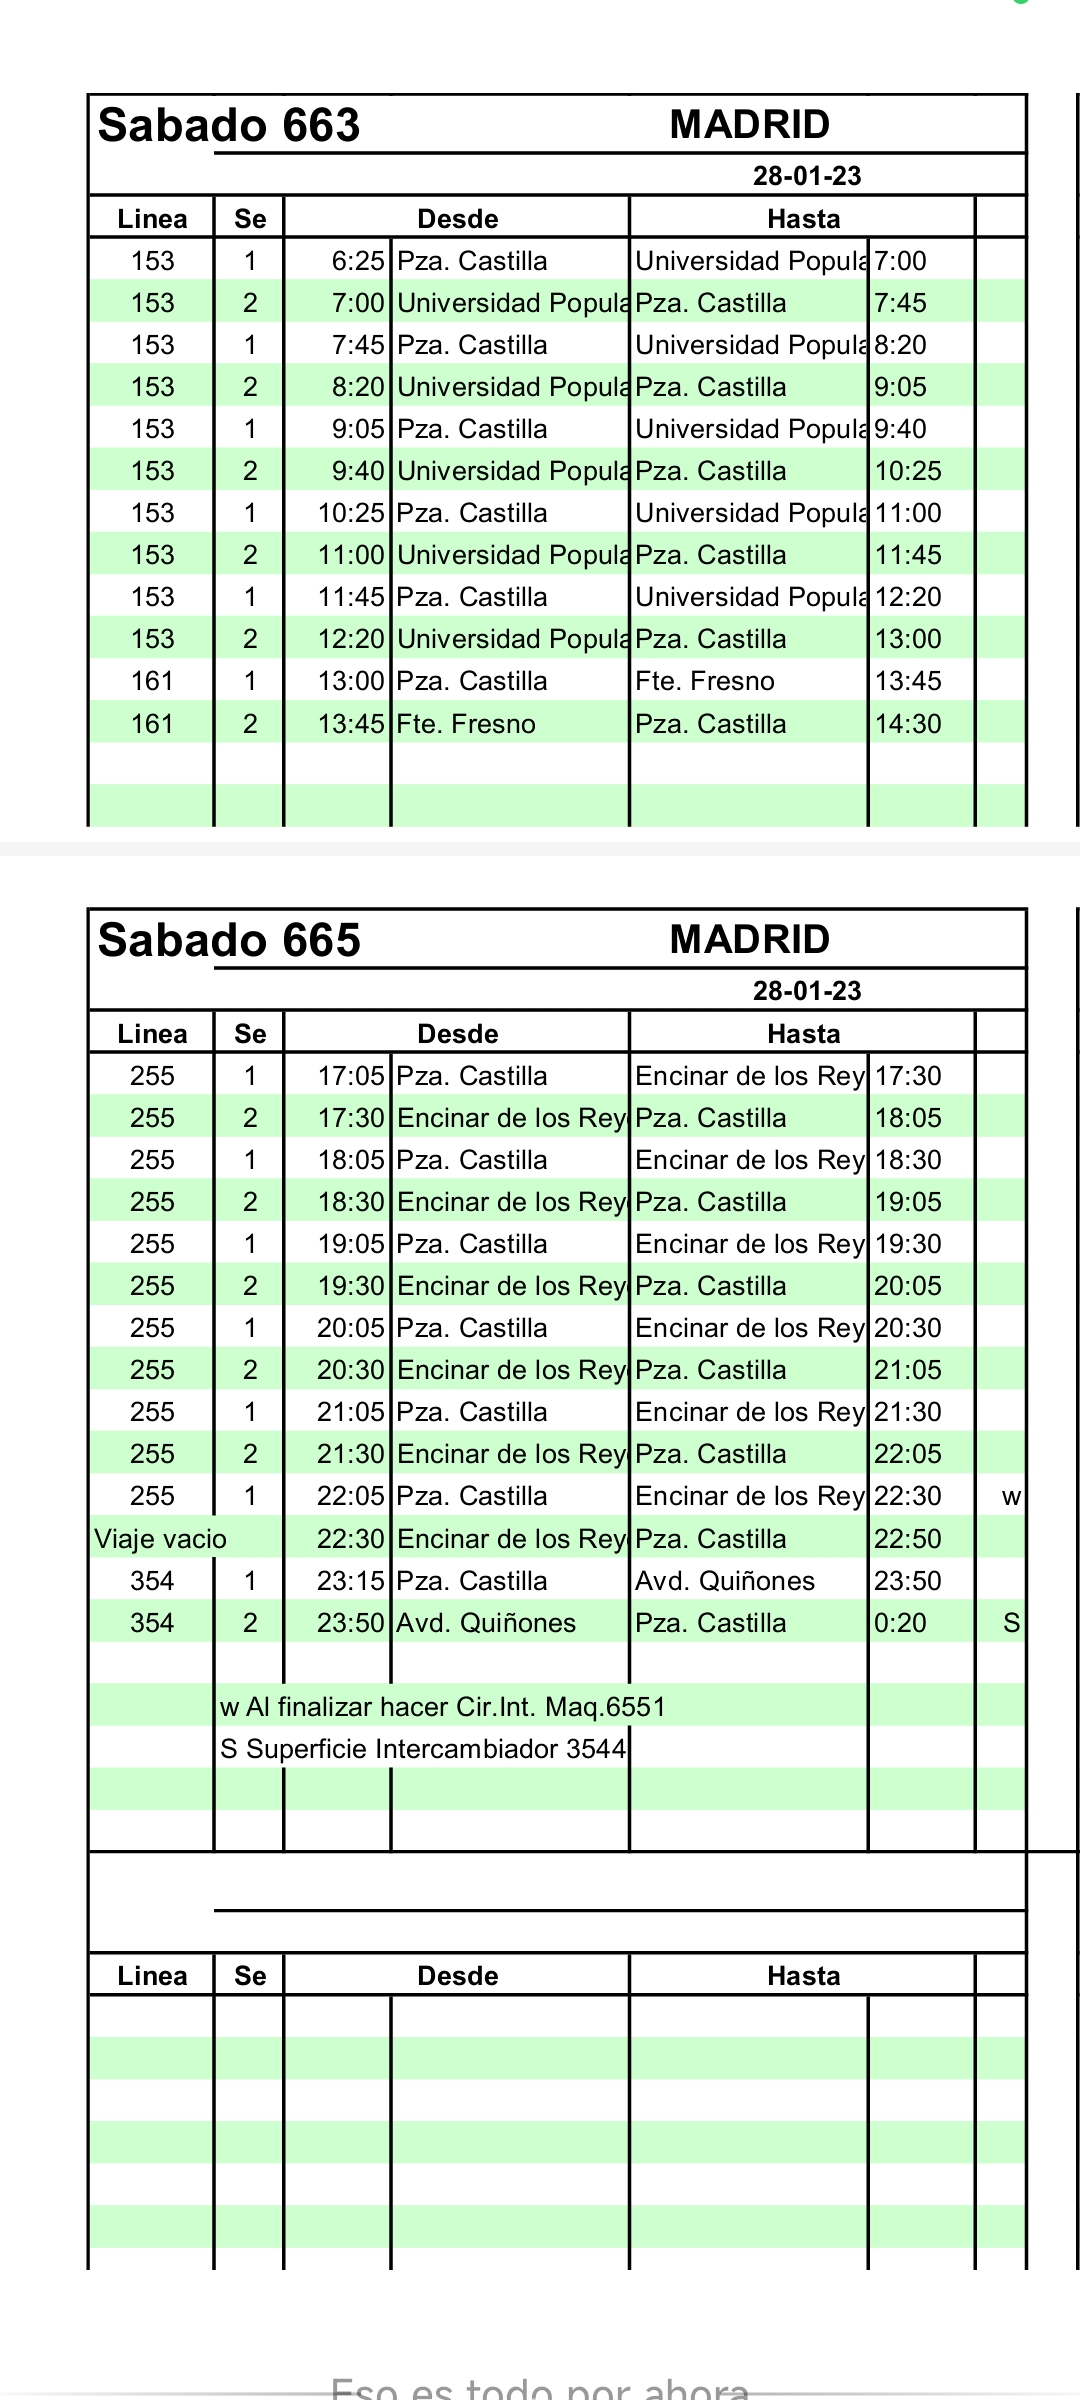 Sabado 663 MADRID
28-01-23
Linea Se Desde Hasta
153 1 6:25 Pza. Castilla Universidad Popula 7:00
153 2 7:00 Universidad Popula Pza. Castilla 7:45
153 1 7:45 Pza. Castilla Universidad Popula 8:20
153 2 8:20 Universidad Popula Pza. Castilla 9:05
153 1 9:05 Pza. Castilla Universidad Popula 9:40
153 2 9:40 Universidad Popula Pza. Castilla 10:25
153 1 10:25 Pza. Castilla Universidad Popula 11:00
153 2 11:00 Universidad Popula Pza. Castilla 11:45
153 1 11:45 Pza. Castilla Universidad Popula 12:20
153 2 12:20 Universidad Popula Pza. Castilla 13:00
161 1 13:00 Pza. Castilla Fte. Fresno 13:45
161 2 13:45 Fte. Fresno Pza. Castilla 14:30
Sabado 665 MADRID
28-01-23
Linea Se Desde Hasta
255 1 17:05 Pza. Castilla Encinar de los Rey 17:30
255 2 17:30 Encinar de los Rey Pza. Castilla 18:05
255 1 18:05 Pza. Castilla Encinar de los Rey 18:30
255 2 18:30 Encinar de los Rey Pza. Castilla 19:05
255 1 19:05 Pza. Castilla Encinar de los Rey 19:30
255 2 19:30 Encinar de los Rey Pza. Castilla 20:05
255 1 20:05 Pza. Castilla Encinar de los Rey 20:30
255 2 20:30 Encinar de los Rey Pza. Castilla 21:05
255 1 21:05 Pza. Castilla Encinar de los Rey 21:30
255 2 21:30 Encinar de los Rey Pza. Castilla 22:05
255 1 22:05 Pza. Castilla Encinar de los Rey 22:30 w
Viaje vacio 22:30 Encinar de los Rey Pza. Castilla 22:50
354 1 23:15 Pza. Castilla Avd. Quiñones 23:50
354 2 23:50 Avd. Quiñones Pza. Castilla 0:20 S
w Al finalizar hacer Cir.Int. Maq.6551
S Superficie Intercambiador 3544
Linea Se Desde Hasta
Eso es todo por ahora